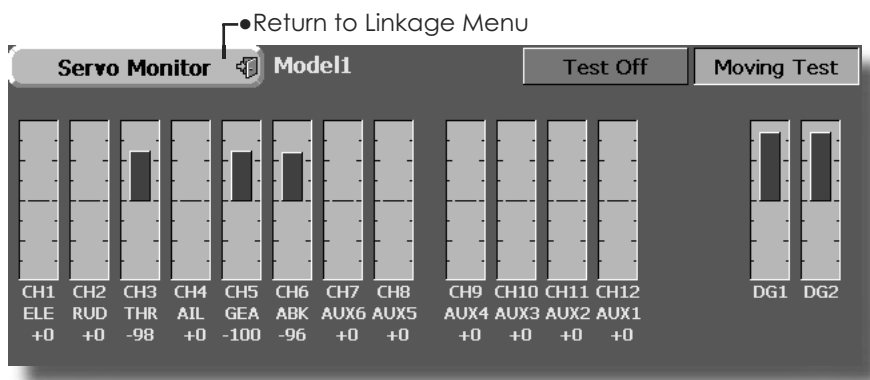 ●Return to Linkage Menu
Servo Monitor Model1 Test Off Moving Test
CH1 CH2 CH3 CH4 CH5 CH6 CH7 CH8 CH9 CH10 CH11 CH12 DG1 DG2
ELE RUD THR AIL GEA ABK AUX6 AUX5 AUX4 AUX3 AUX2 AUX1
+0 +0 -98 +0 -100 -96 +0 +0 +0 +0 +0 +0